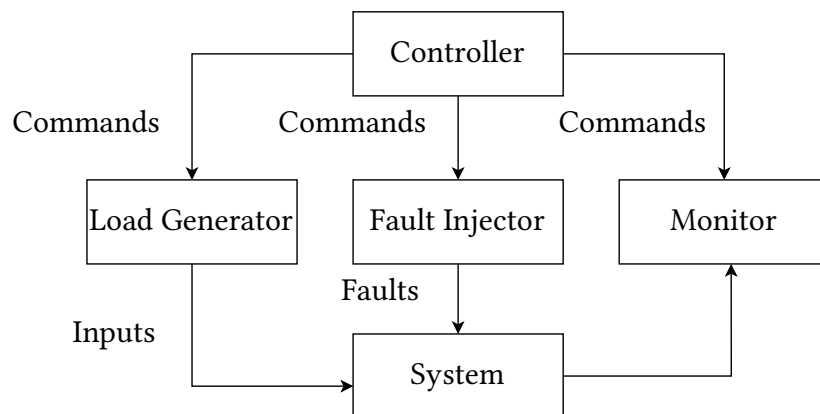 Controller
Commands
Commands
Commands
Load Generator
Fault Injector
Monitor
Faults
Inputs
System